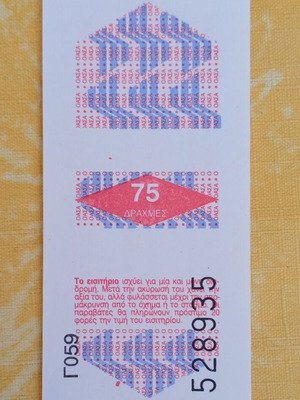 75
ΔΡΑΧΜΕΣ
Το εισιτήριο ισχύει για μία και
δρομή. Μετά την ακύρωσή του
αξία του, αλλά φυλάσσεται μέχρι
μάκρυνση από το όχημα ή το
παραβάτες θα πληρώνουν πρόστιμο 20
φορές την τιμή του εισιτηρίου.
Γ059
528935